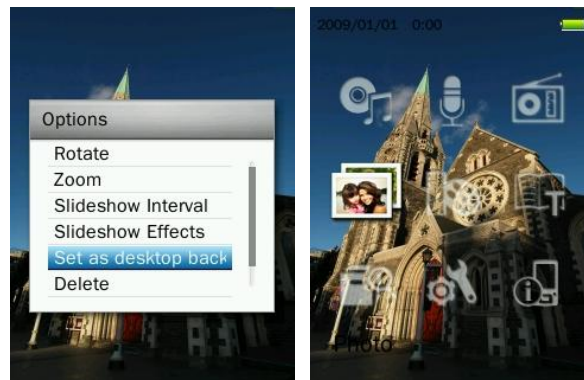 Options
Rotate
Zoom
Slideshow Interval
Slideshow Effects
Set as desktop back
Delete
2009/01/01 0:00
Photo